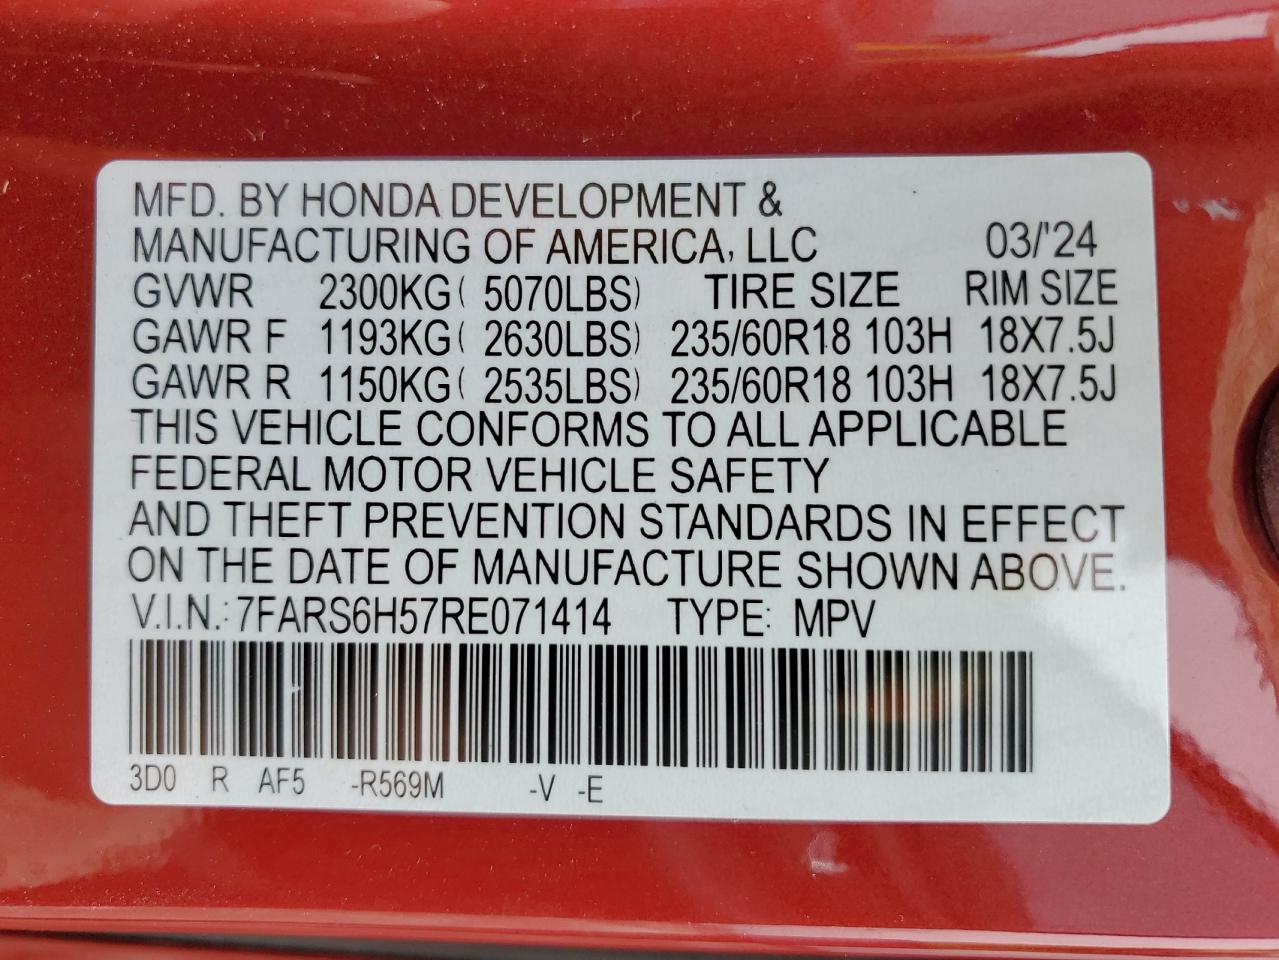 MFD. BY HONDA DEVELOPMENT &
MANUFACTURING OF AMERICA, LLC 03/'24
GVWR 2300KG( 5070LBS) TIRE SIZE RIM SIZE
GAWR F 1193KG( 2630LBS) 235/60R18 103H 18X7.5J
GAWR R 1150KG( 2535LBS) 235/60R18 103H 18X7.5J
THIS VEHICLE CONFORMS TO ALL APPLICABLE
FEDERAL MOTOR VEHICLE SAFETY
AND THEFT PREVENTION STANDARDS IN EFFECT
ON THE DATE OF MANUFACTURE SHOWN ABOVE.
V.I.N.: 7FARS6H57RE071414 TYPE: MPV
3D0 R AF5 -R569M -V -E